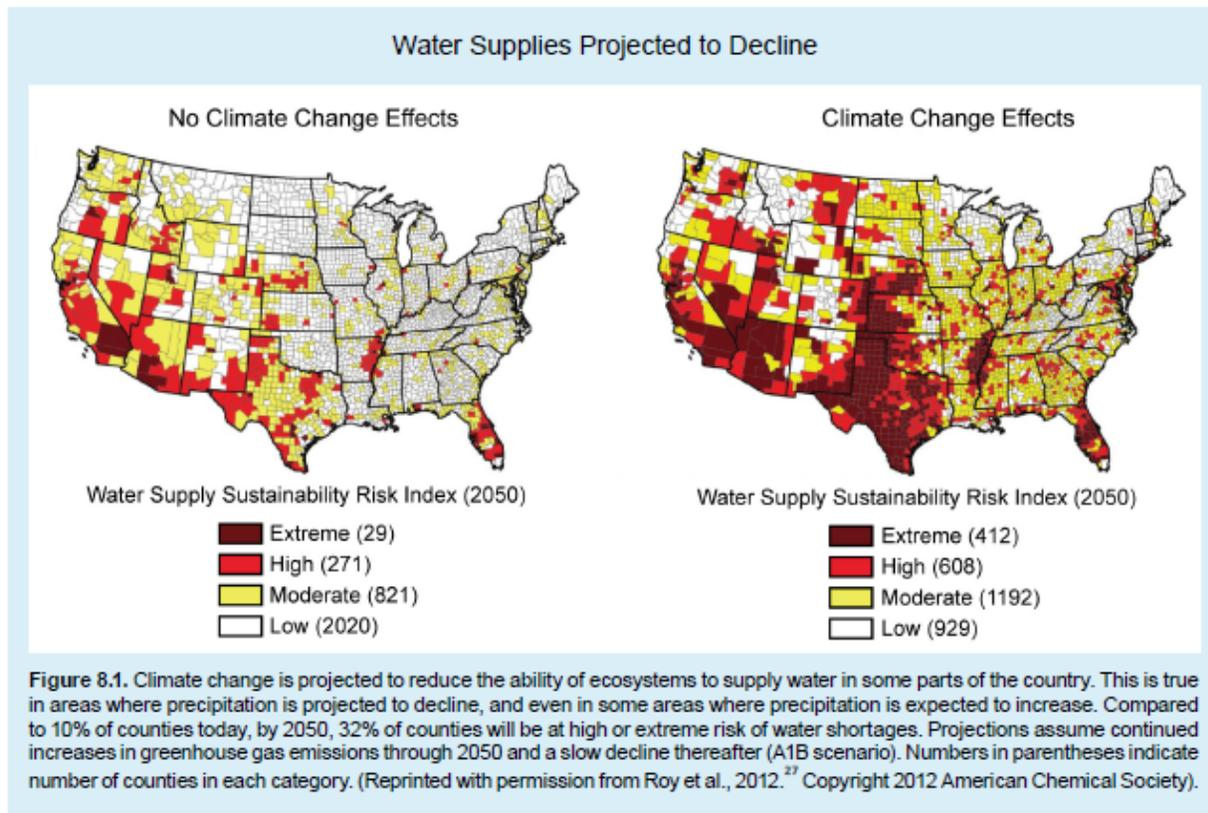 Water Supplies Projected to Decline
No Climate Change Effects
Climate Change Effects
Water Supply Sustainability Risk Index (2050)
Extreme (29)
High (271)
Moderate (821)
Low (2020)
Water Supply Sustainability Risk Index (2050)
Extreme (412)
High (608)
Moderate (1192)
Low (929)
Figure 8.1. Climate change is projected to reduce the ability of ecosystems to supply water in some parts of the country. This is true
in areas where precipitation is projected to decline, and even in some areas where precipitation is expected to increase. Compared
to 10% of counties today, by 2050, 32% of counties will be at high or extreme risk of water shortages. Projections assume continued
increases in greenhouse gas emissions through 2050 and a slow decline thereafter (A1B scenario). Numbers in parentheses indicate
number of counties in each category. (Reprinted with permission from Roy et al., 2012.27 Copyright 2012 American Chemical Society).